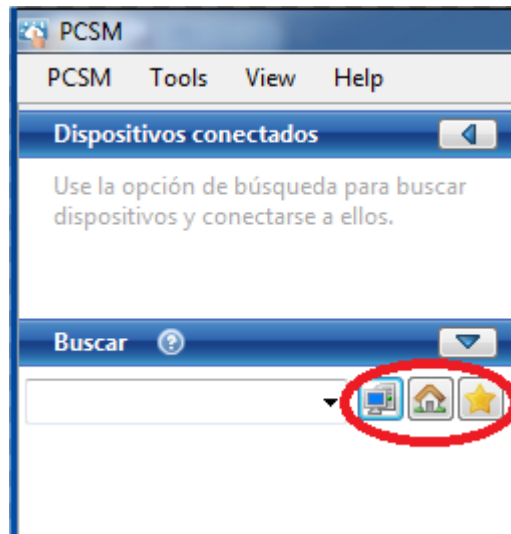 PCSM
PCSM Tools View Help
Dispositivos conectados
Use la opción de búsqueda para buscar
dispositivos y conectarse a ellos.
Buscar ?